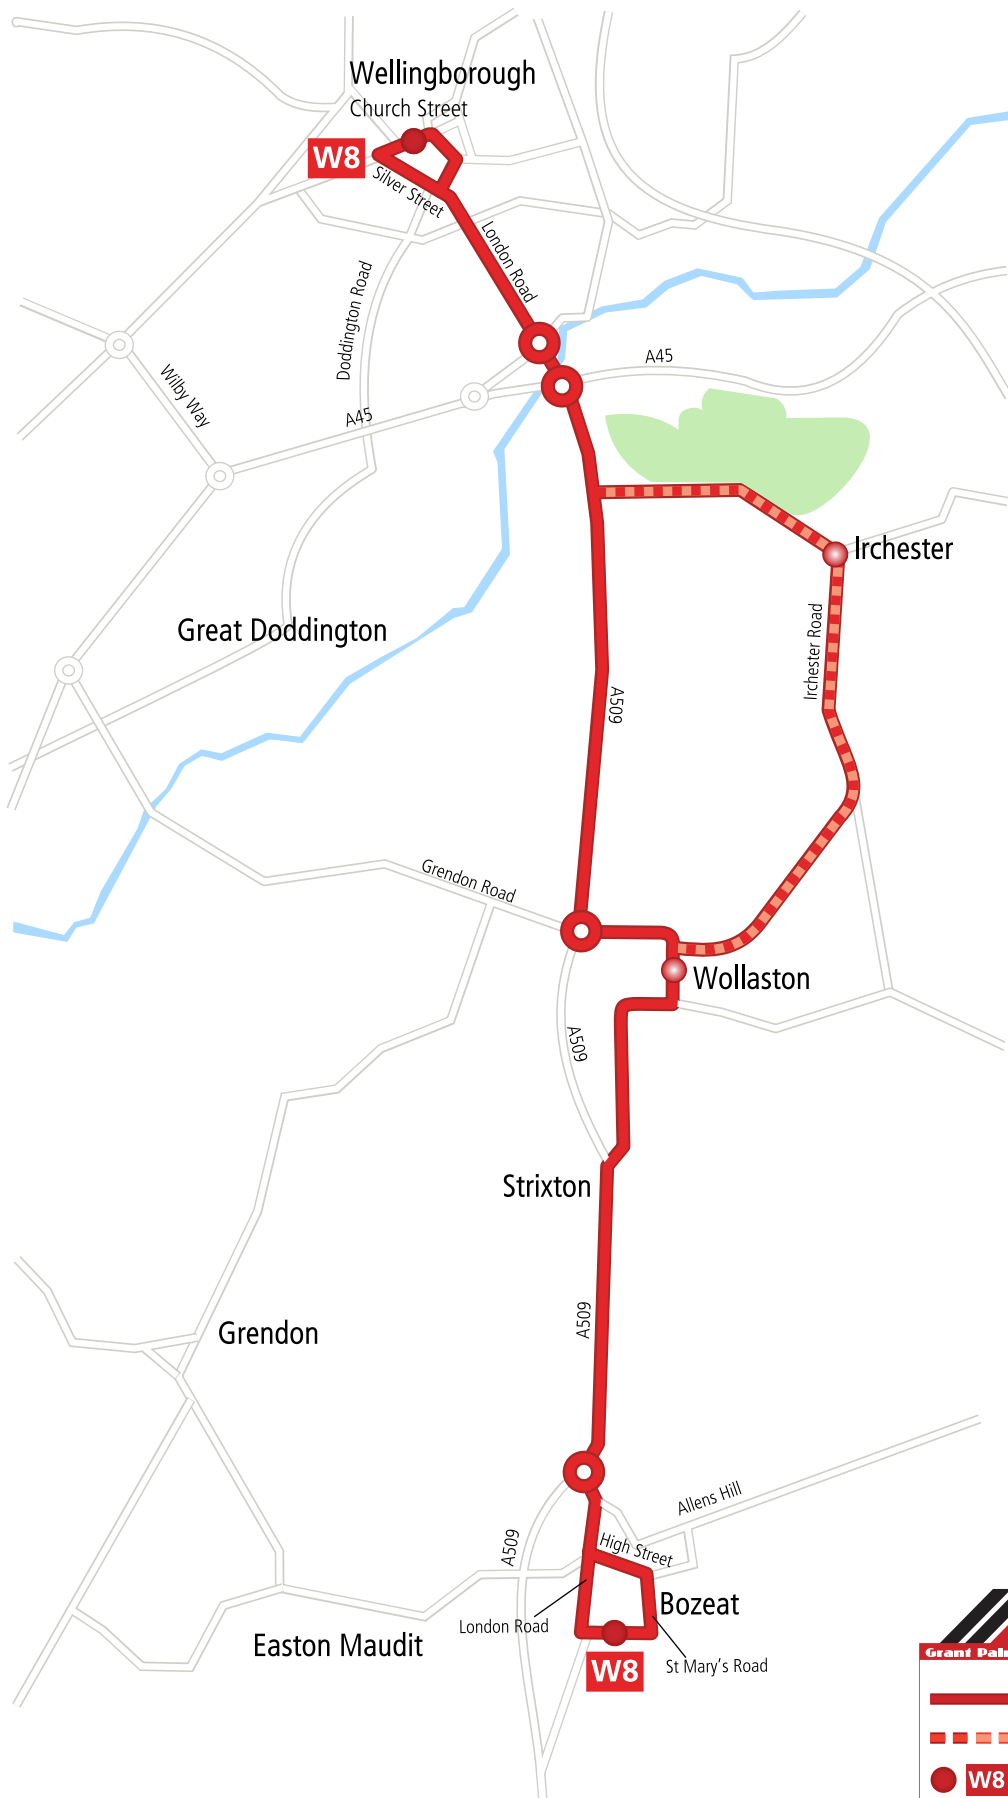 Wellingborough
Church Street
W8
Silver Street
London Road
Doddington Road
A45
Wilby Way
A45
Irchester
Irchester Road
Great Doddington
A509
Grendon Road
Wollaston
A509
Strixton
A509
Grendon
Allens Hill
A509
High Street
Bozeat
London Road
Easton Maudit
St Mary's Road
W8
Grant
W8